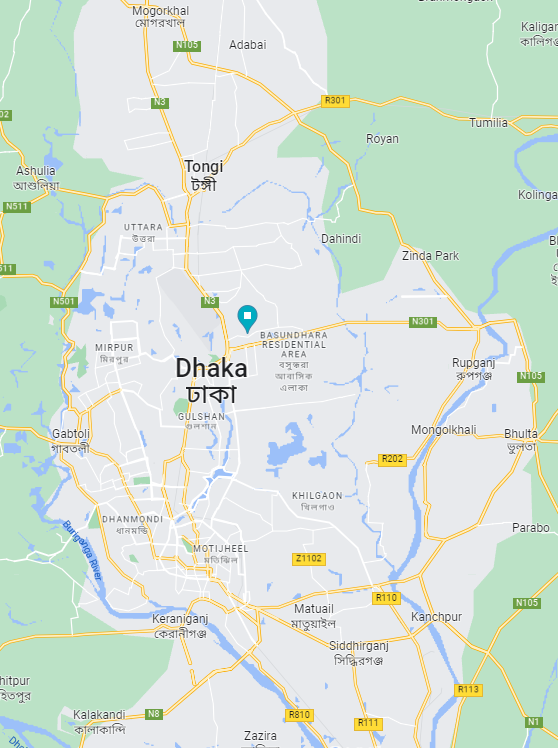 Mogorkhal
মোগরখাল
Kaligan
কালিগঞ্জ
N105
Adabai
N3
R301
Tumilia
Royan
Ashulia
আশুলিয়া
Tongi
টঙ্গী
N511
Kolinga
UTTARA
উত্তরা
Dahindi
Zinda Park
N501
N3
N301
BASUNDHARA
RESIDENTIAL
AREA
বসুন্ধরা
আবাসিক
এলাকা
MIRPUR
মিরপুর
Dhaka
ঢাকা
Rupganj
রুপগঞ্জ
N105
GULSHAN
গুলশান
Gabtoli
গাবতলী
Mongolkhali
Bhulta
ভুলতা
R202
KHILGAON
খিলগাও
DHANMONDI
ধানমন্ডি
Parabo
Buriganga River
MOTIJHEEL
মতিঝিল
Z1102
R110
N105
Keraniganj
কেরানীগঞ্জ
Matuail
মাতুয়াইল
Kanchpur
Siddhirganj
সিদ্ধিরগঞ্জ
hitpur
হিতপুর
R113
Kalakandi
কালাকান্দি
N8
R810
R111
N1
Zazira